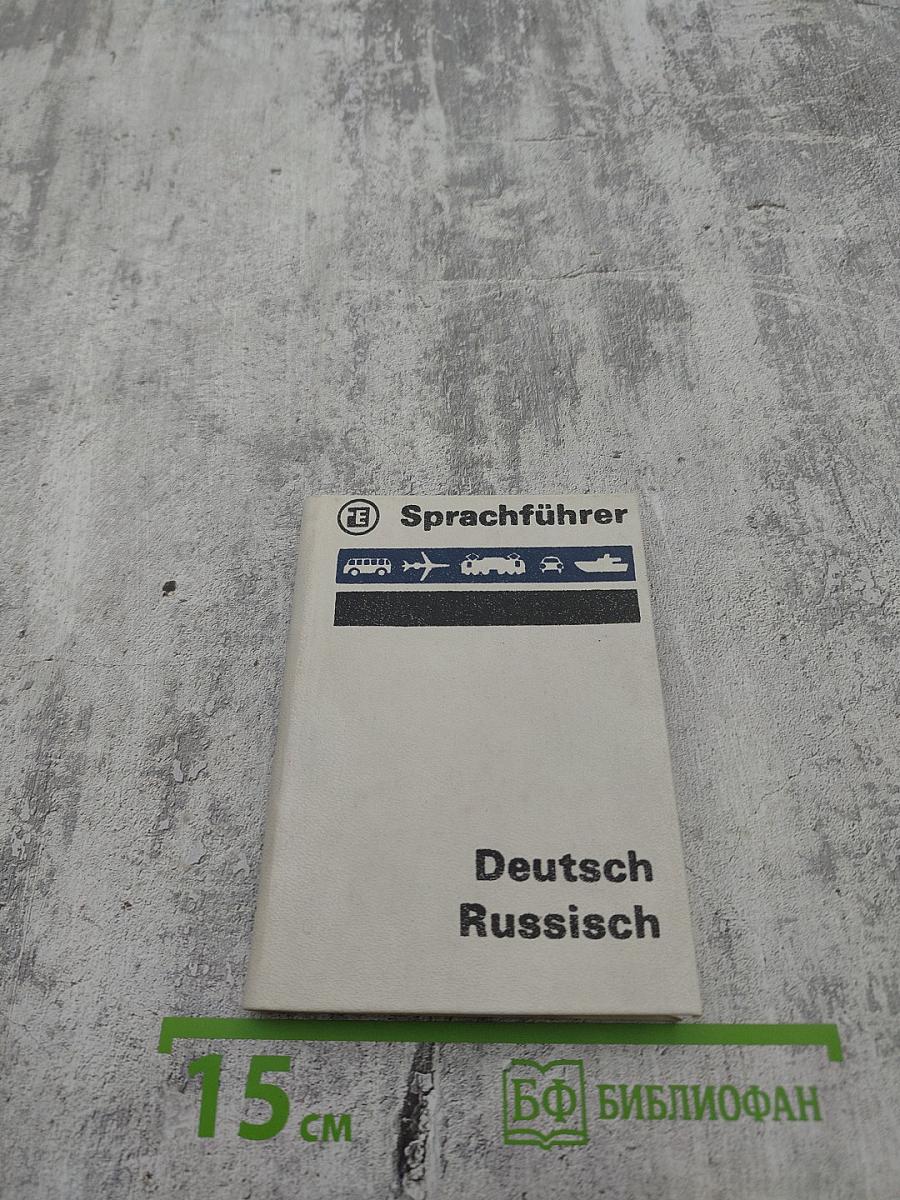 Sprachführer
Deutsch
Russisch
15 см
БФ БИБЛИОФАН